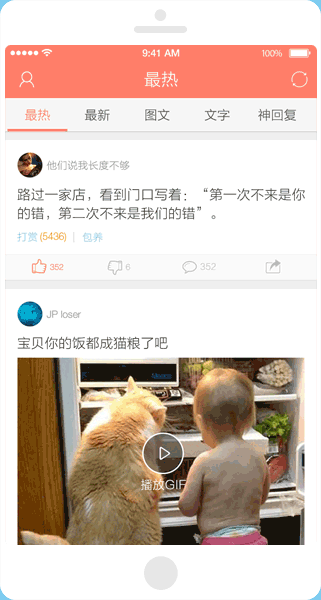 9:41 AM 100%
最热
最热 最新 图文 文字 神回复
他们说我长度不够
路过一家店，看到门口写着：“第一次不来是你
的错，第二次不来是我们的错”。
打赏 (5436) | 包养
352 6 352
JP loser
宝贝你的饭都成猫粮了吧
播放GIF